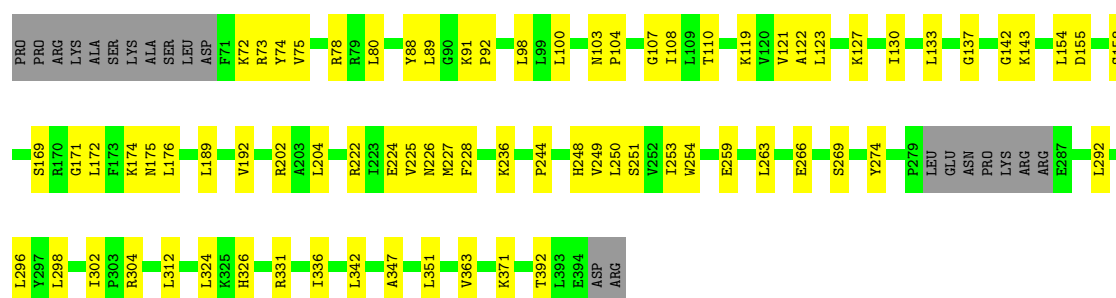 PRO PRO ARG LYS ALA SER LYS ALA SER LEU ASP F71 K72 R73 Y74 V75 R78 R79 L80 Y88 L89 G90 K91 P92 L98 L99 L100 N103 P104 G107 I108 L109 T110 K119 V120 V121 A122 L123 K127 I130 L133 G137 G142 K143 L154 D155
S169 R170 G171 L172 F173 K174 N175 L176 L189 V192 R202 A203 L204 R222 I223 E224 V225 N226 M227 F228 K236 P244 H248 V249 L250 S251 V252 I253 W254 E259 L263 E266 S269 Y274 P279 LEU GLU ASN PRO LYS ARG ARG E287 L292
L296 Y297 L298 I302 P303 R304 L312 L324 K325 H326 R331 I336 L342 A347 L351 V363 K371 T392 L393 E394 ASP ARG